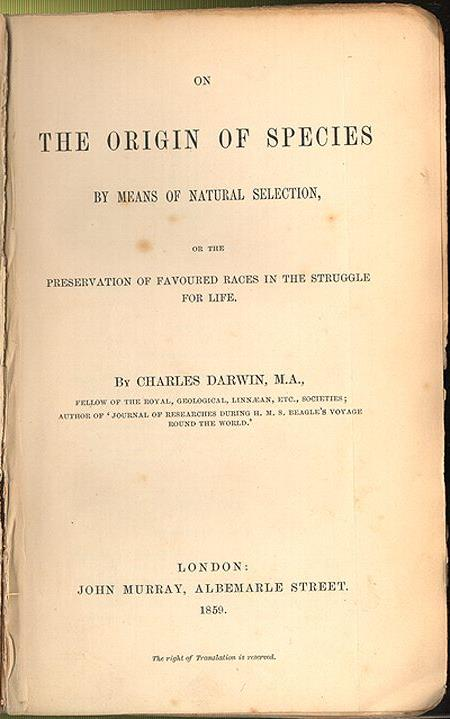 ON
THE ORIGIN OF SPECIES
BY MEANS OF NATURAL SELECTION,
OR THE
PRESERVATION OF FAVOURED RACES IN THE STRUGGLE
FOR LIFE.
BY CHARLES DARWIN, M.A.,
FELLOW OF THE ROYAL, GEOLOGICAL, LINNÆAN, ETC., SOCIETIES;
AUTHOR OF ‘JOURNAL OF RESEARCHES DURING H. M. S. BEAGLE’S VOYAGE
ROUND THE WORLD.’
LONDON:
JOHN MURRAY, ALBEMARLE STREET.
1859.
The right of Translation is reserved.